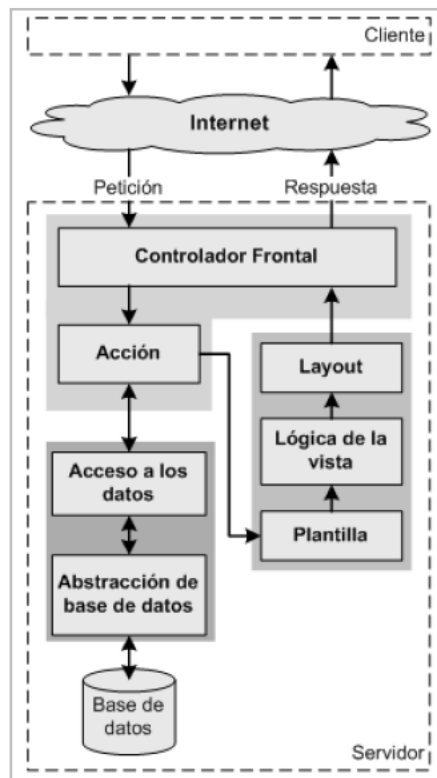 Cliente
Internet
Petición
Respuesta
Controlador Frontal
Acción
Layout
Lógica de la
vista
Plantilla
Acceso a los
datos
Abstracción de
base de datos
Base de
datos
Servidor